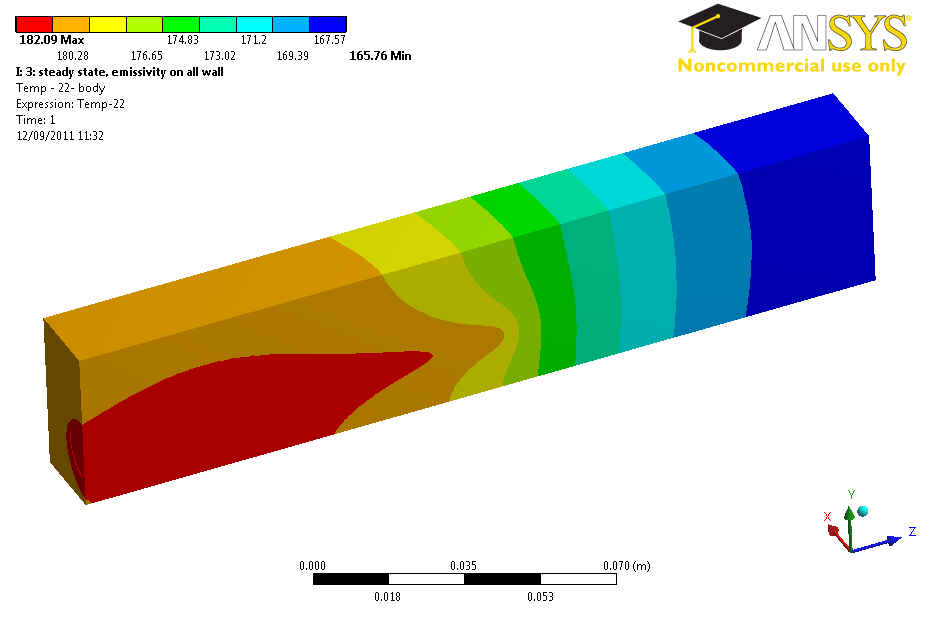 182.09 Max 174.83 171.2 167.57
180.28 176.65 173.02 169.39 165.76 Min
I: 3: steady state, emissivity on all wall
Temp - 22- body
Expression: Temp-22
Time: 1
12/09/2011 11:32
ANSYS®
Noncommercial use only
Y
X
Z
0.000 0.035 0.070 (m)
0.018 0.053